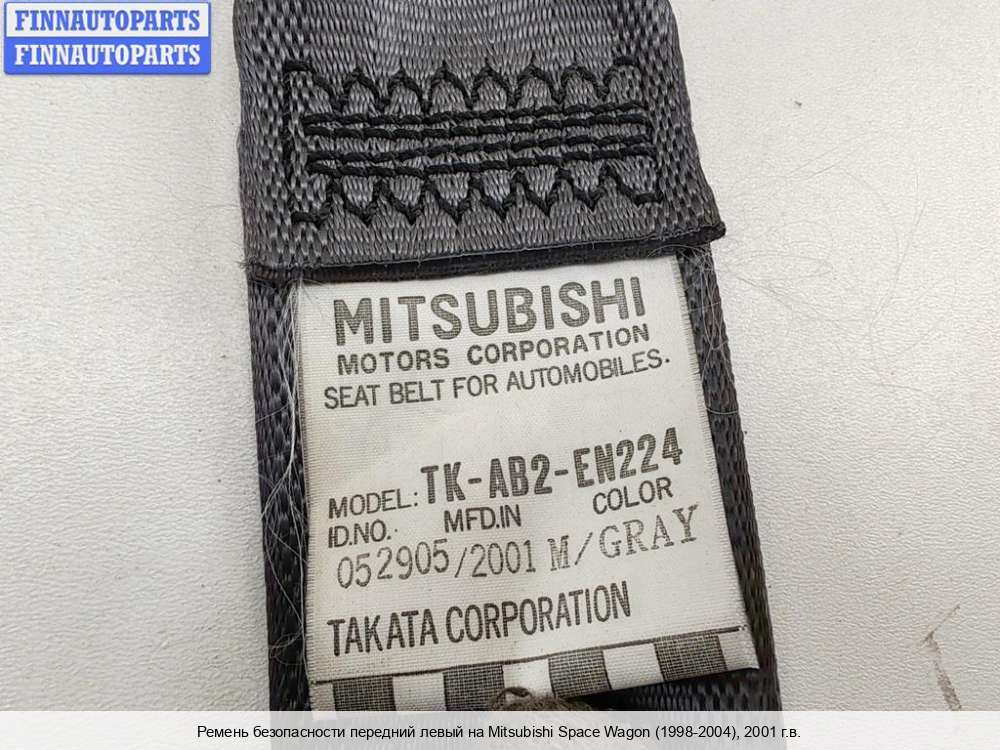 FINNAUTOPARTS
FINNAUTOPARTS
MITSUBISHI
MOTORS CORPORATION
SEAT BELT FOR AUTOMOBILES.
MODEL: TK-AB2-EN224
ID.NO. MFD.IN COLOR
052905/2001 M/GRAY
TAKATA CORPORATION
Ремень безопасности передний левый на Mitsubishi Space Wagon (1998-2004), 2001 г.в.